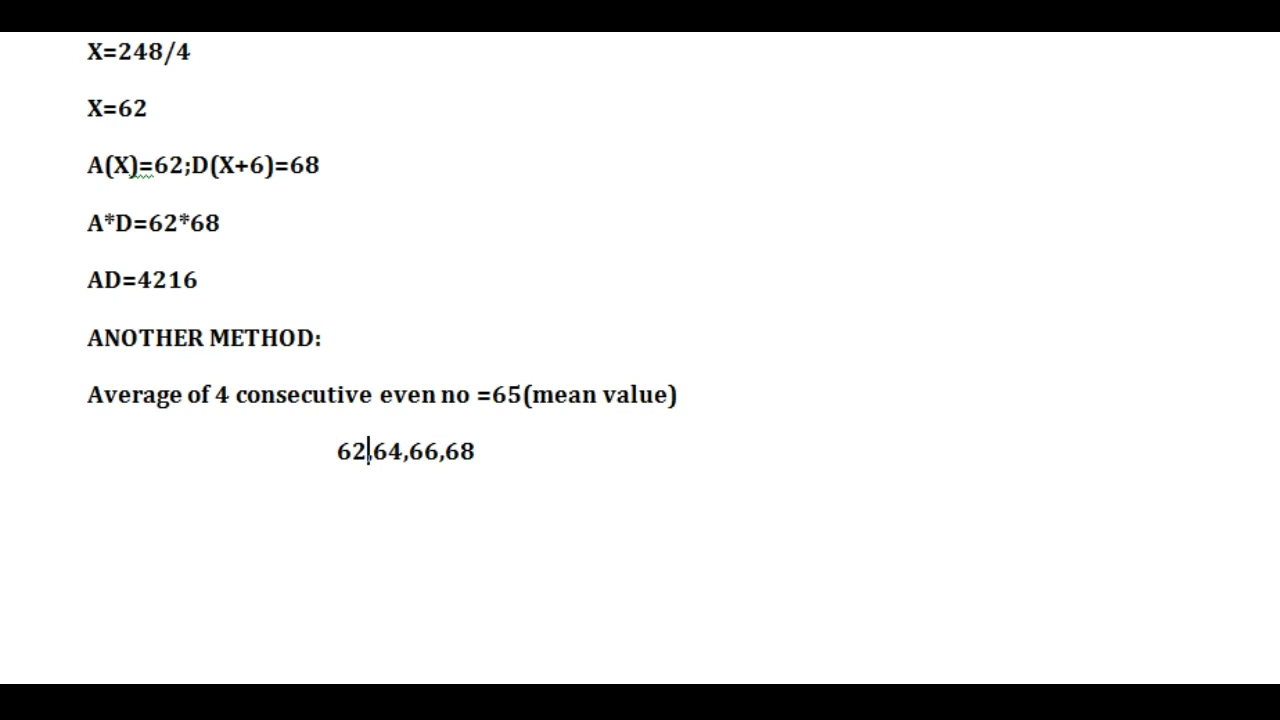 X=248/4
X=62
A(X)=62;D(X+6)=68
A*D=62*68
AD=4216
ANOTHER METHOD:
Average of 4 consecutive even no =65(mean value)
62,64,66,68